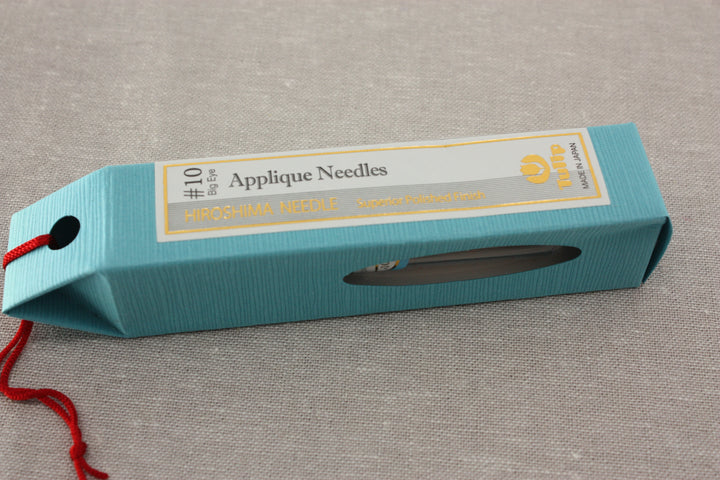 #10
Big Eye
Applique Needles
HIROSHIMA NEEDLE Superior Polished Finish
Tulip
MADE IN JAPAN